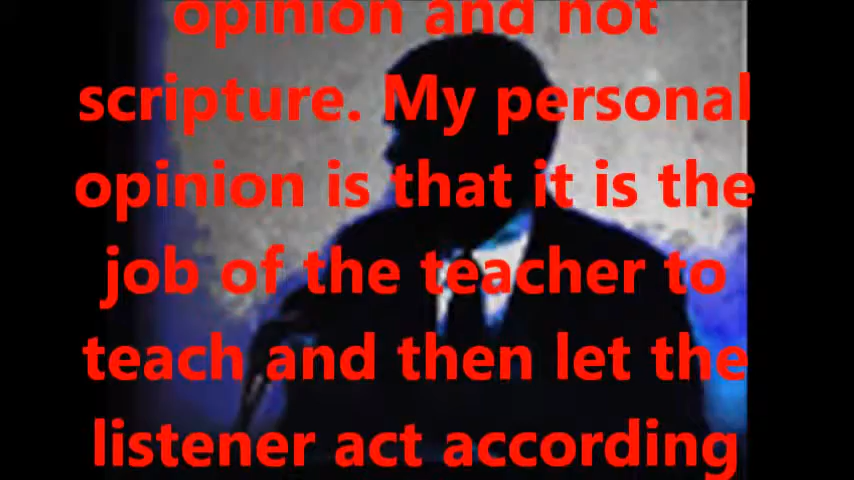 opinion and not
scripture. My personal
opinion is that it is the
job of the teacher to
teach and then let the
listener act according